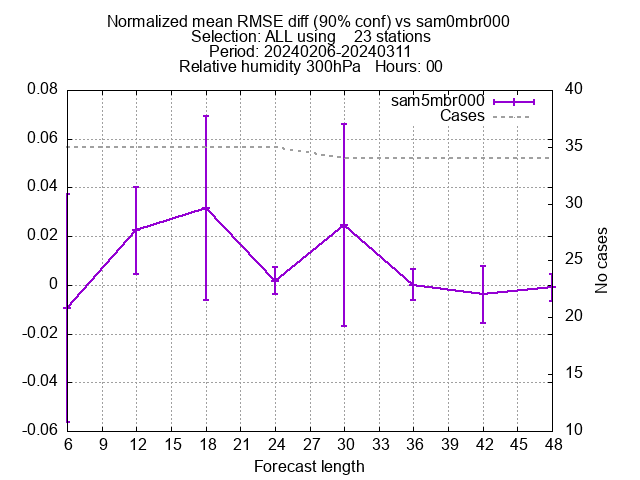 Normalized mean RMSE diff (90% conf) vs sam0mbr000
Selection: ALL using    23 stations
Period: 20240206-20240311
Relative humidity 300hPa   Hours: 00
sam5mbr000
Cases
0.08
0.06
0.04
0.02
0
-0.02
-0.04
-0.06
40
35
30
25
20
15
10
No cases
6 9 12 15 18 21 24 27 30 33 36 39 42 45 48
Forecast length